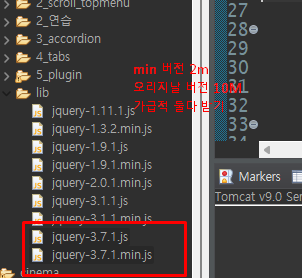 2_scroll_topmenu
2_연습
3_accordion
4_tabs
5_plugin
lib
jquery-1.11.1.js
jquery-1.3.2.min.js
jquery-1.9.1.js
jquery-1.9.1.min.js
jquery-2.0.1.min.js
jquery-3.1.1.js
jquery-3.1.1.min.js
jquery-3.7.1.js
jquery-3.7.1.min.js
cinema
min 버전 2m
오리지날 버전 10M
가급적 둘다 받기
27
28
29
30
31
32
33
Markers
Tomcat v9.0 Ser